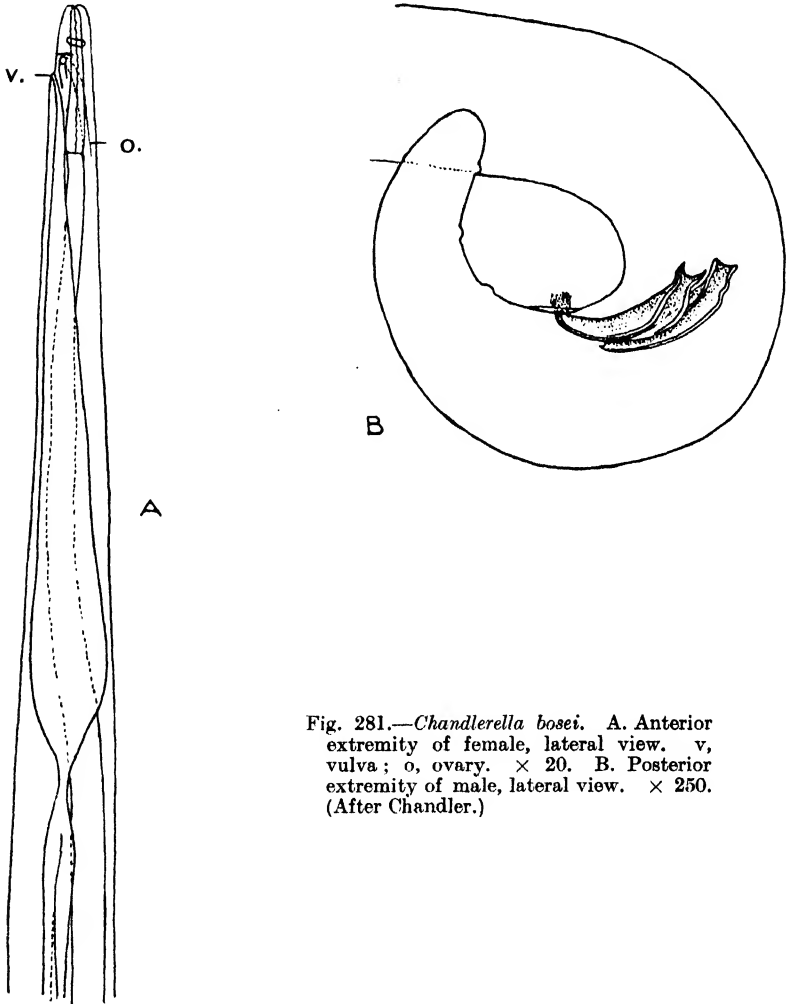 v.
o.
B
A
Fig. 281.—Chandlerella bosei. A. Anterior
extremity of female, lateral view. v,
vulva; o, ovary. × 20. B. Posterior
extremity of male, lateral view. × 250.
(After Chandler.)